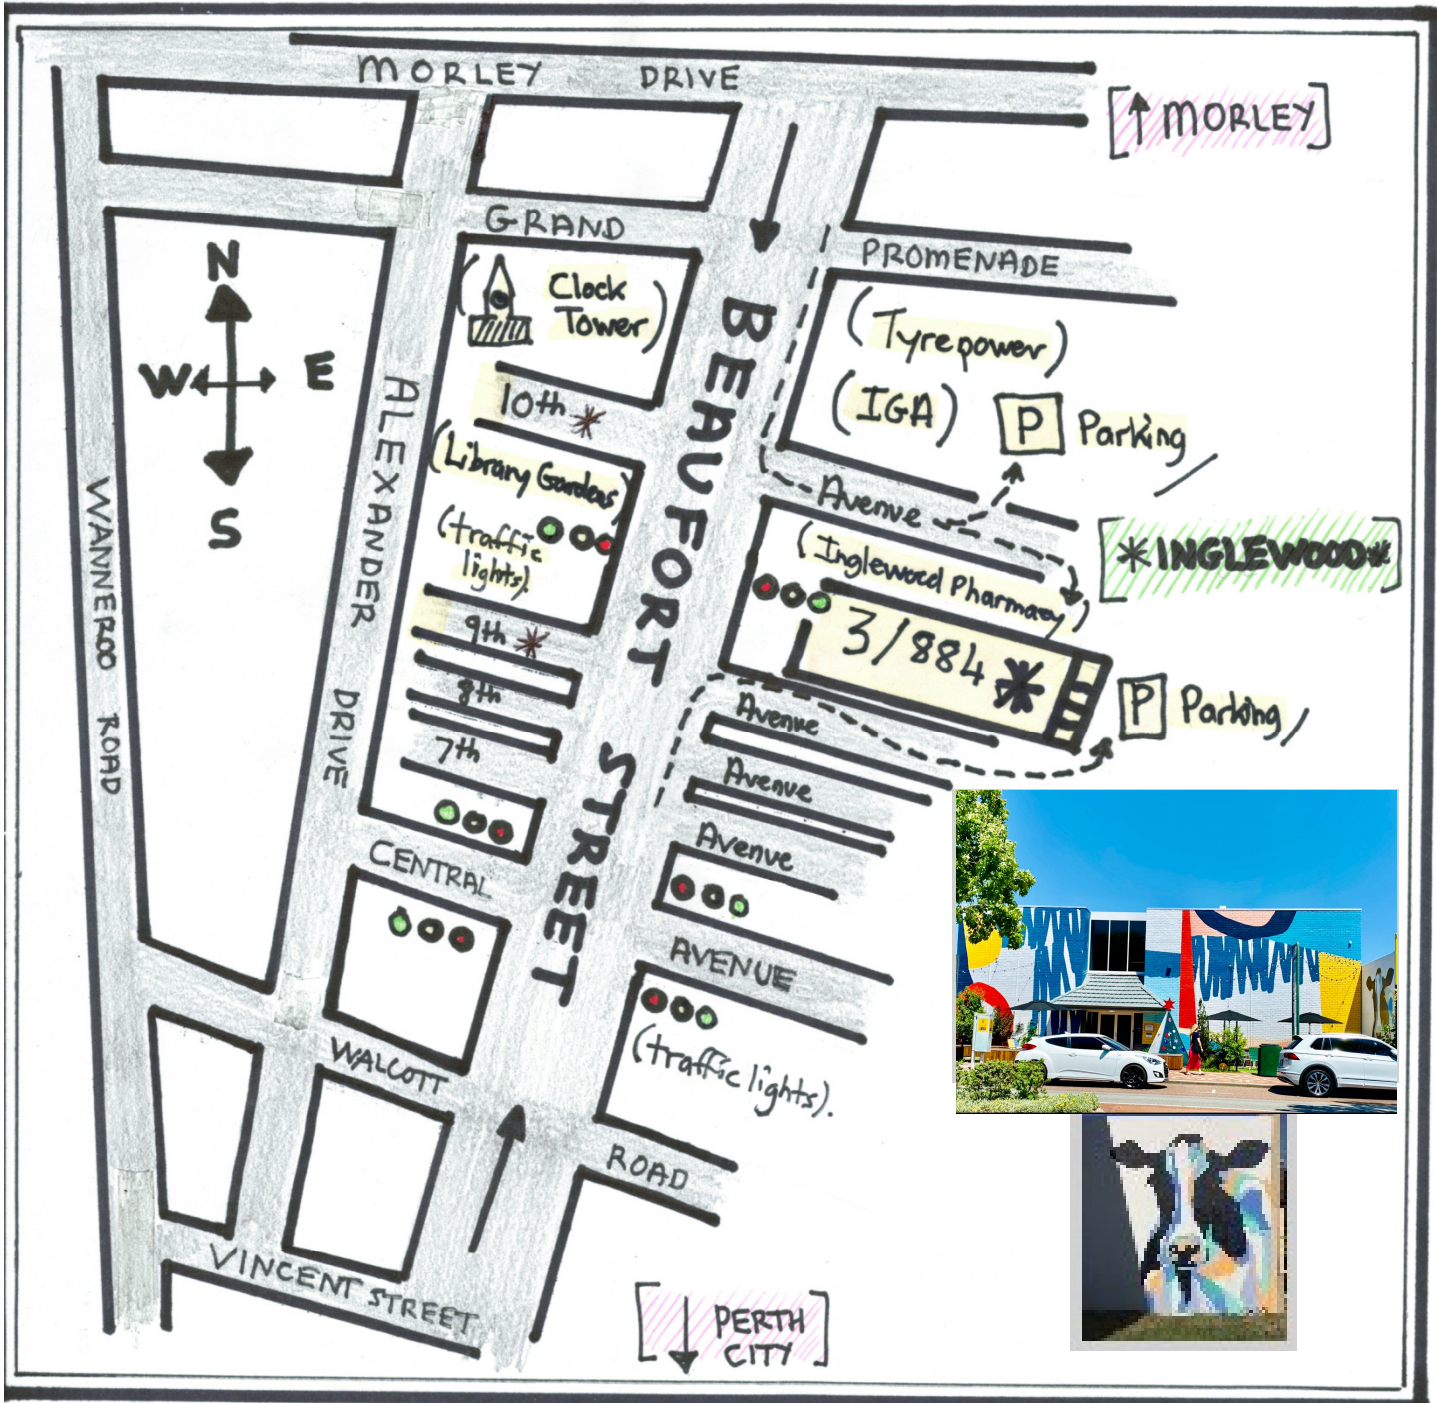 MORLEY DRIVE
[↑ MORLEY]
GRAND
PROMENADE
N
W E
S
(Clock
Tower)
BEAUFORT
STREET
(Tyrepower)
(IGA)
P Parking
10th *
Avenue
(Library Gardens)
(traffic
lights).
[*INGLEWOOD*]
(Inglewood Pharmacy)
3/884 *
ALEXANDER
DRIVE
WANNEROO
ROAD
9th *
Avenue
P Parking
8th
Avenue
7th
Avenue
CENTRAL
AVENUE
(traffic lights).
WALCOTT
ROAD
VINCENT STREET
[↓ PERTH
CITY]